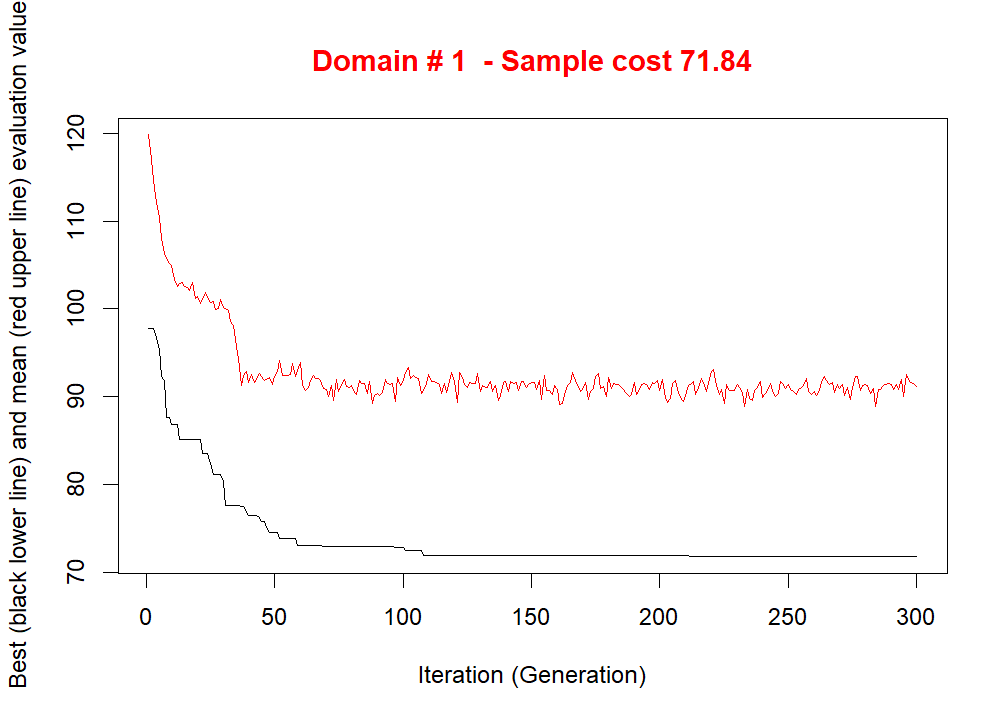 Domain # 1  - Sample cost 71.84
Best (black lower line) and mean (red upper line) evaluation value
120
110
100
90
80
70
0 50 100 150 200 250 300
Iteration (Generation)